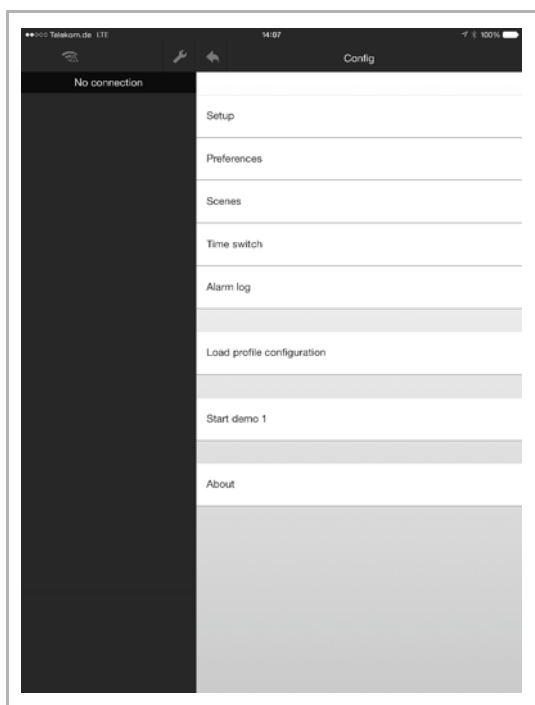 Telekom.de LTE 14:07 100%
Config
No connection
Setup
Preferences
Scenes
Time switch
Alarm log
Load profile configuration
Start demo 1
About